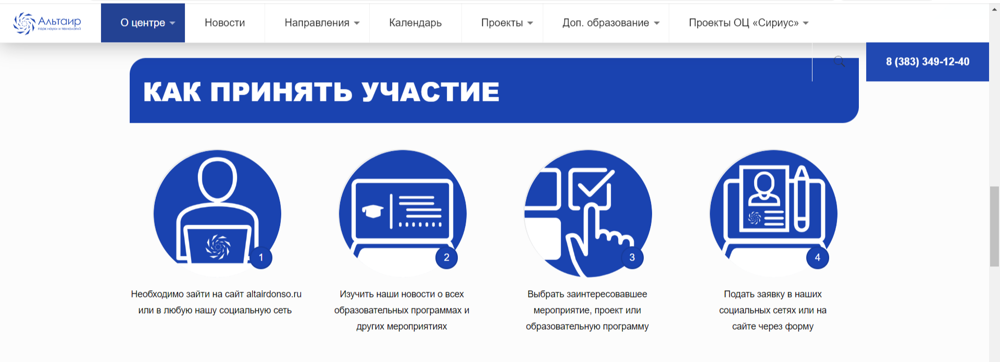 Альтаир
парк науки и технологий
О центре
Новости
Направления
Календарь
Проекты
Доп. образование
Проекты ОЦ «Сириус»
8 (383) 349-12-40
КАК ПРИНЯТЬ УЧАСТИЕ
1
2
3
4
Необходимо зайти на сайт altairdonso.ru
или в любую нашу социальную сеть
Изучить наши новости о всех
образовательных программах и
других мероприятиях
Выбрать заинтересовавшее
мероприятие, проект или
образовательную программу
Подать заявку в наших
социальных сетях или на
сайте через форму